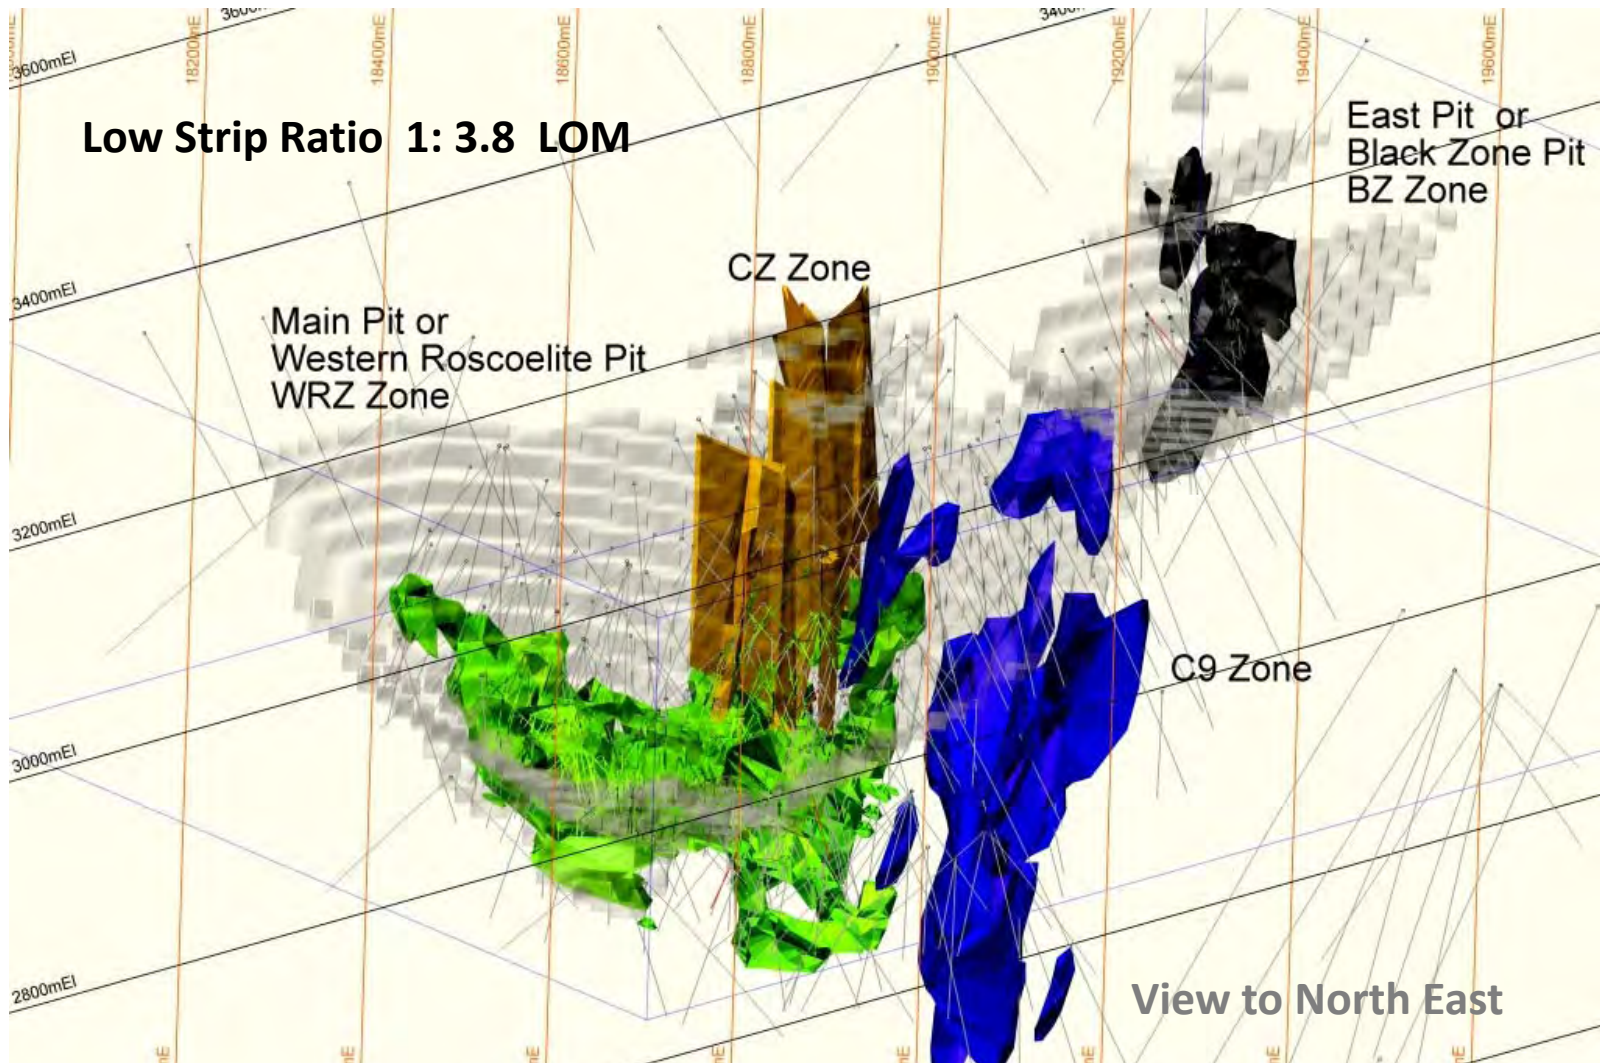 3600m
3400m
18200mE
18400mE
18600mE
18800mE
19000mE
19200mE
19400mE
19600mE
3600mEl
Low Strip Ratio 1: 3.8 LOM
East Pit or
Black Zone Pit
BZ Zone
CZ Zone
3400mEl
Main Pit or
Western Roscoelite Pit
WRZ Zone
3200mEl
C9 Zone
3000mEl
2800mEl
View to North East